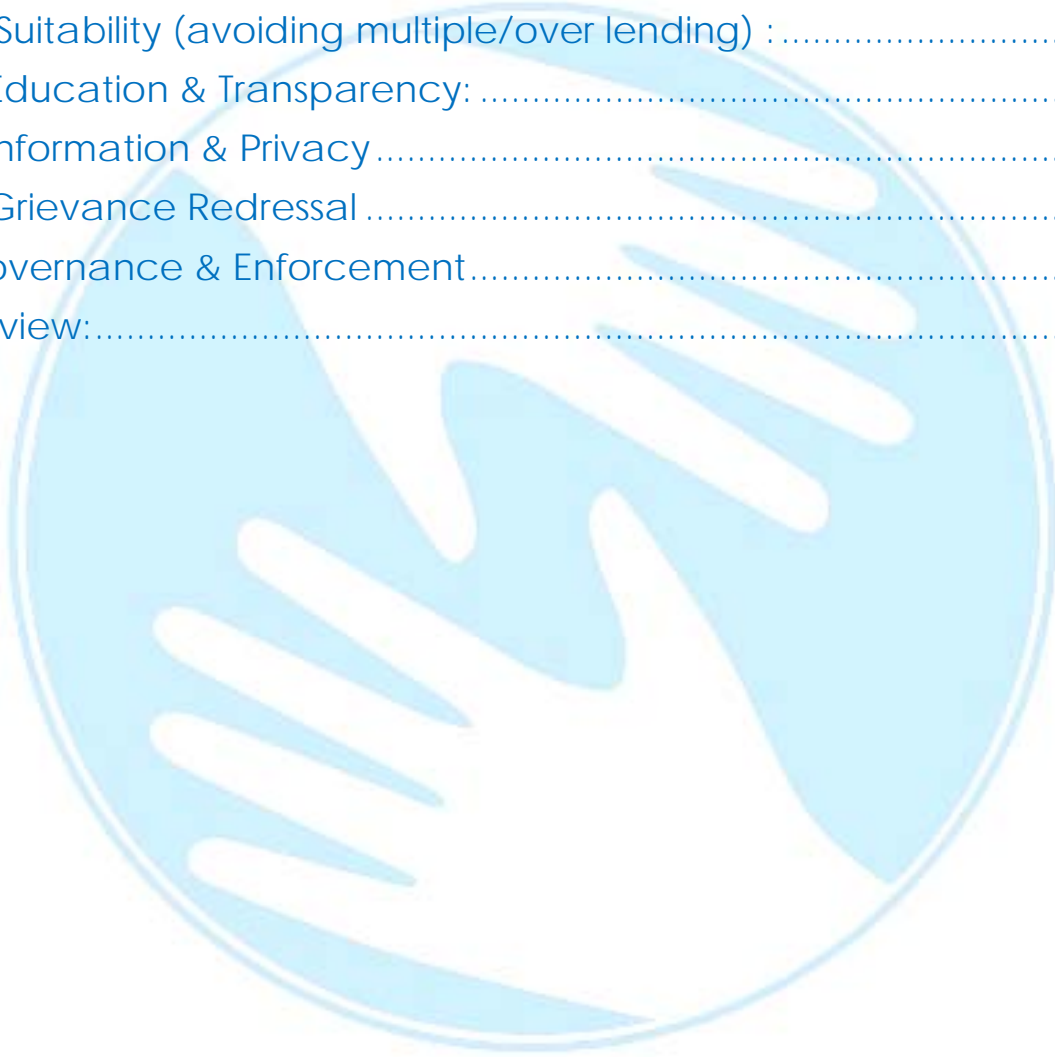 Suitability (avoiding multiple/over lending) :..............................
Education & Transparency: ...........................................................
nformation & Privacy .....................................................................
Grievance Redressal ......................................................................
overnance & Enforcement............................................................
view:................................................................................................